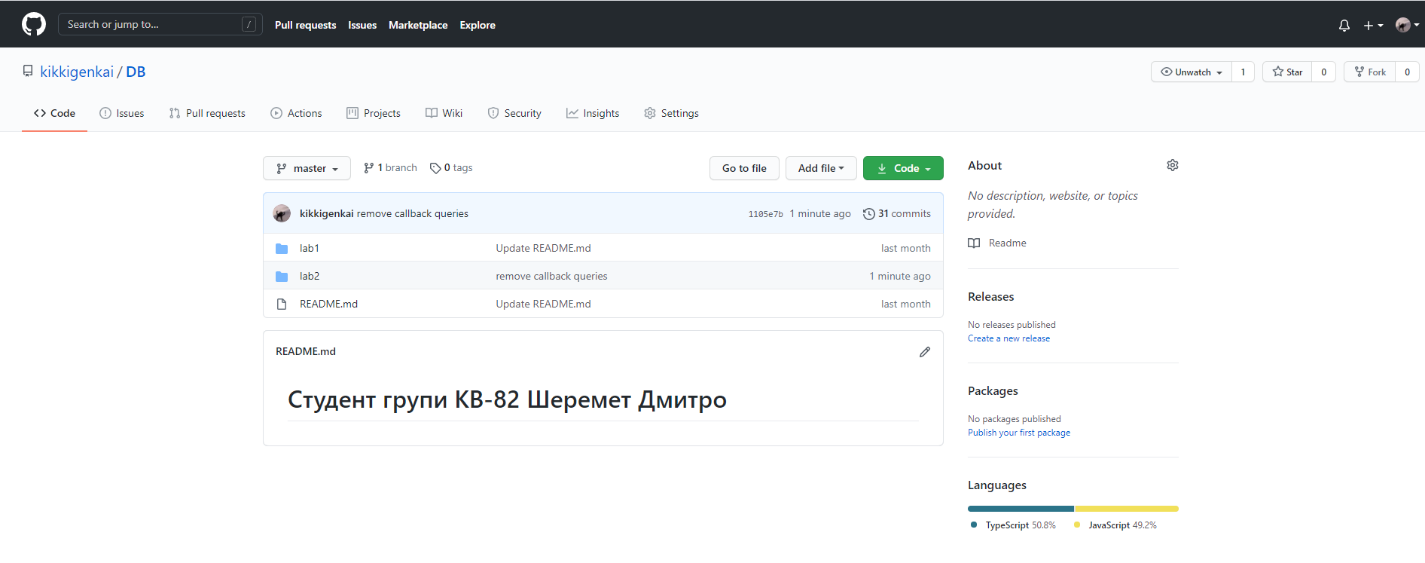 Search or jump to... /
Pull requests Issues Marketplace Explore
kikkigenkai / DB
Unwatch 1 Star 0 Fork 0
Code Issues Pull requests Actions Projects Wiki Security Insights Settings
master 1 branch 0 tags Go to file Add file Code
kikkigenkai remove callback queries 1105e7b 1 minute ago 31 commits
lab1 Update README.md last month
lab2 remove callback queries 1 minute ago
README.md Update README.md last month
README.md
Студент групи КВ-82 Шеремет Дмитро
About
No description, website, or topics
provided.
Readme
Releases
No releases published
Create a new release
Packages
No packages published
Publish your first package
Languages
TypeScript 50.8% JavaScript 49.2%